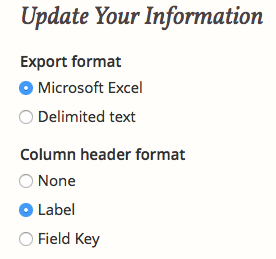 Update Your Information
Export format
Microsoft Excel
Delimited text
Column header format
None
Label
Field Key